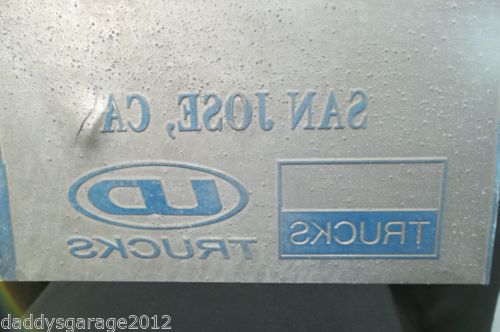 SAN JOSE, CA
UD
TRUCKS
TRUCKS
© daddysgarage2012